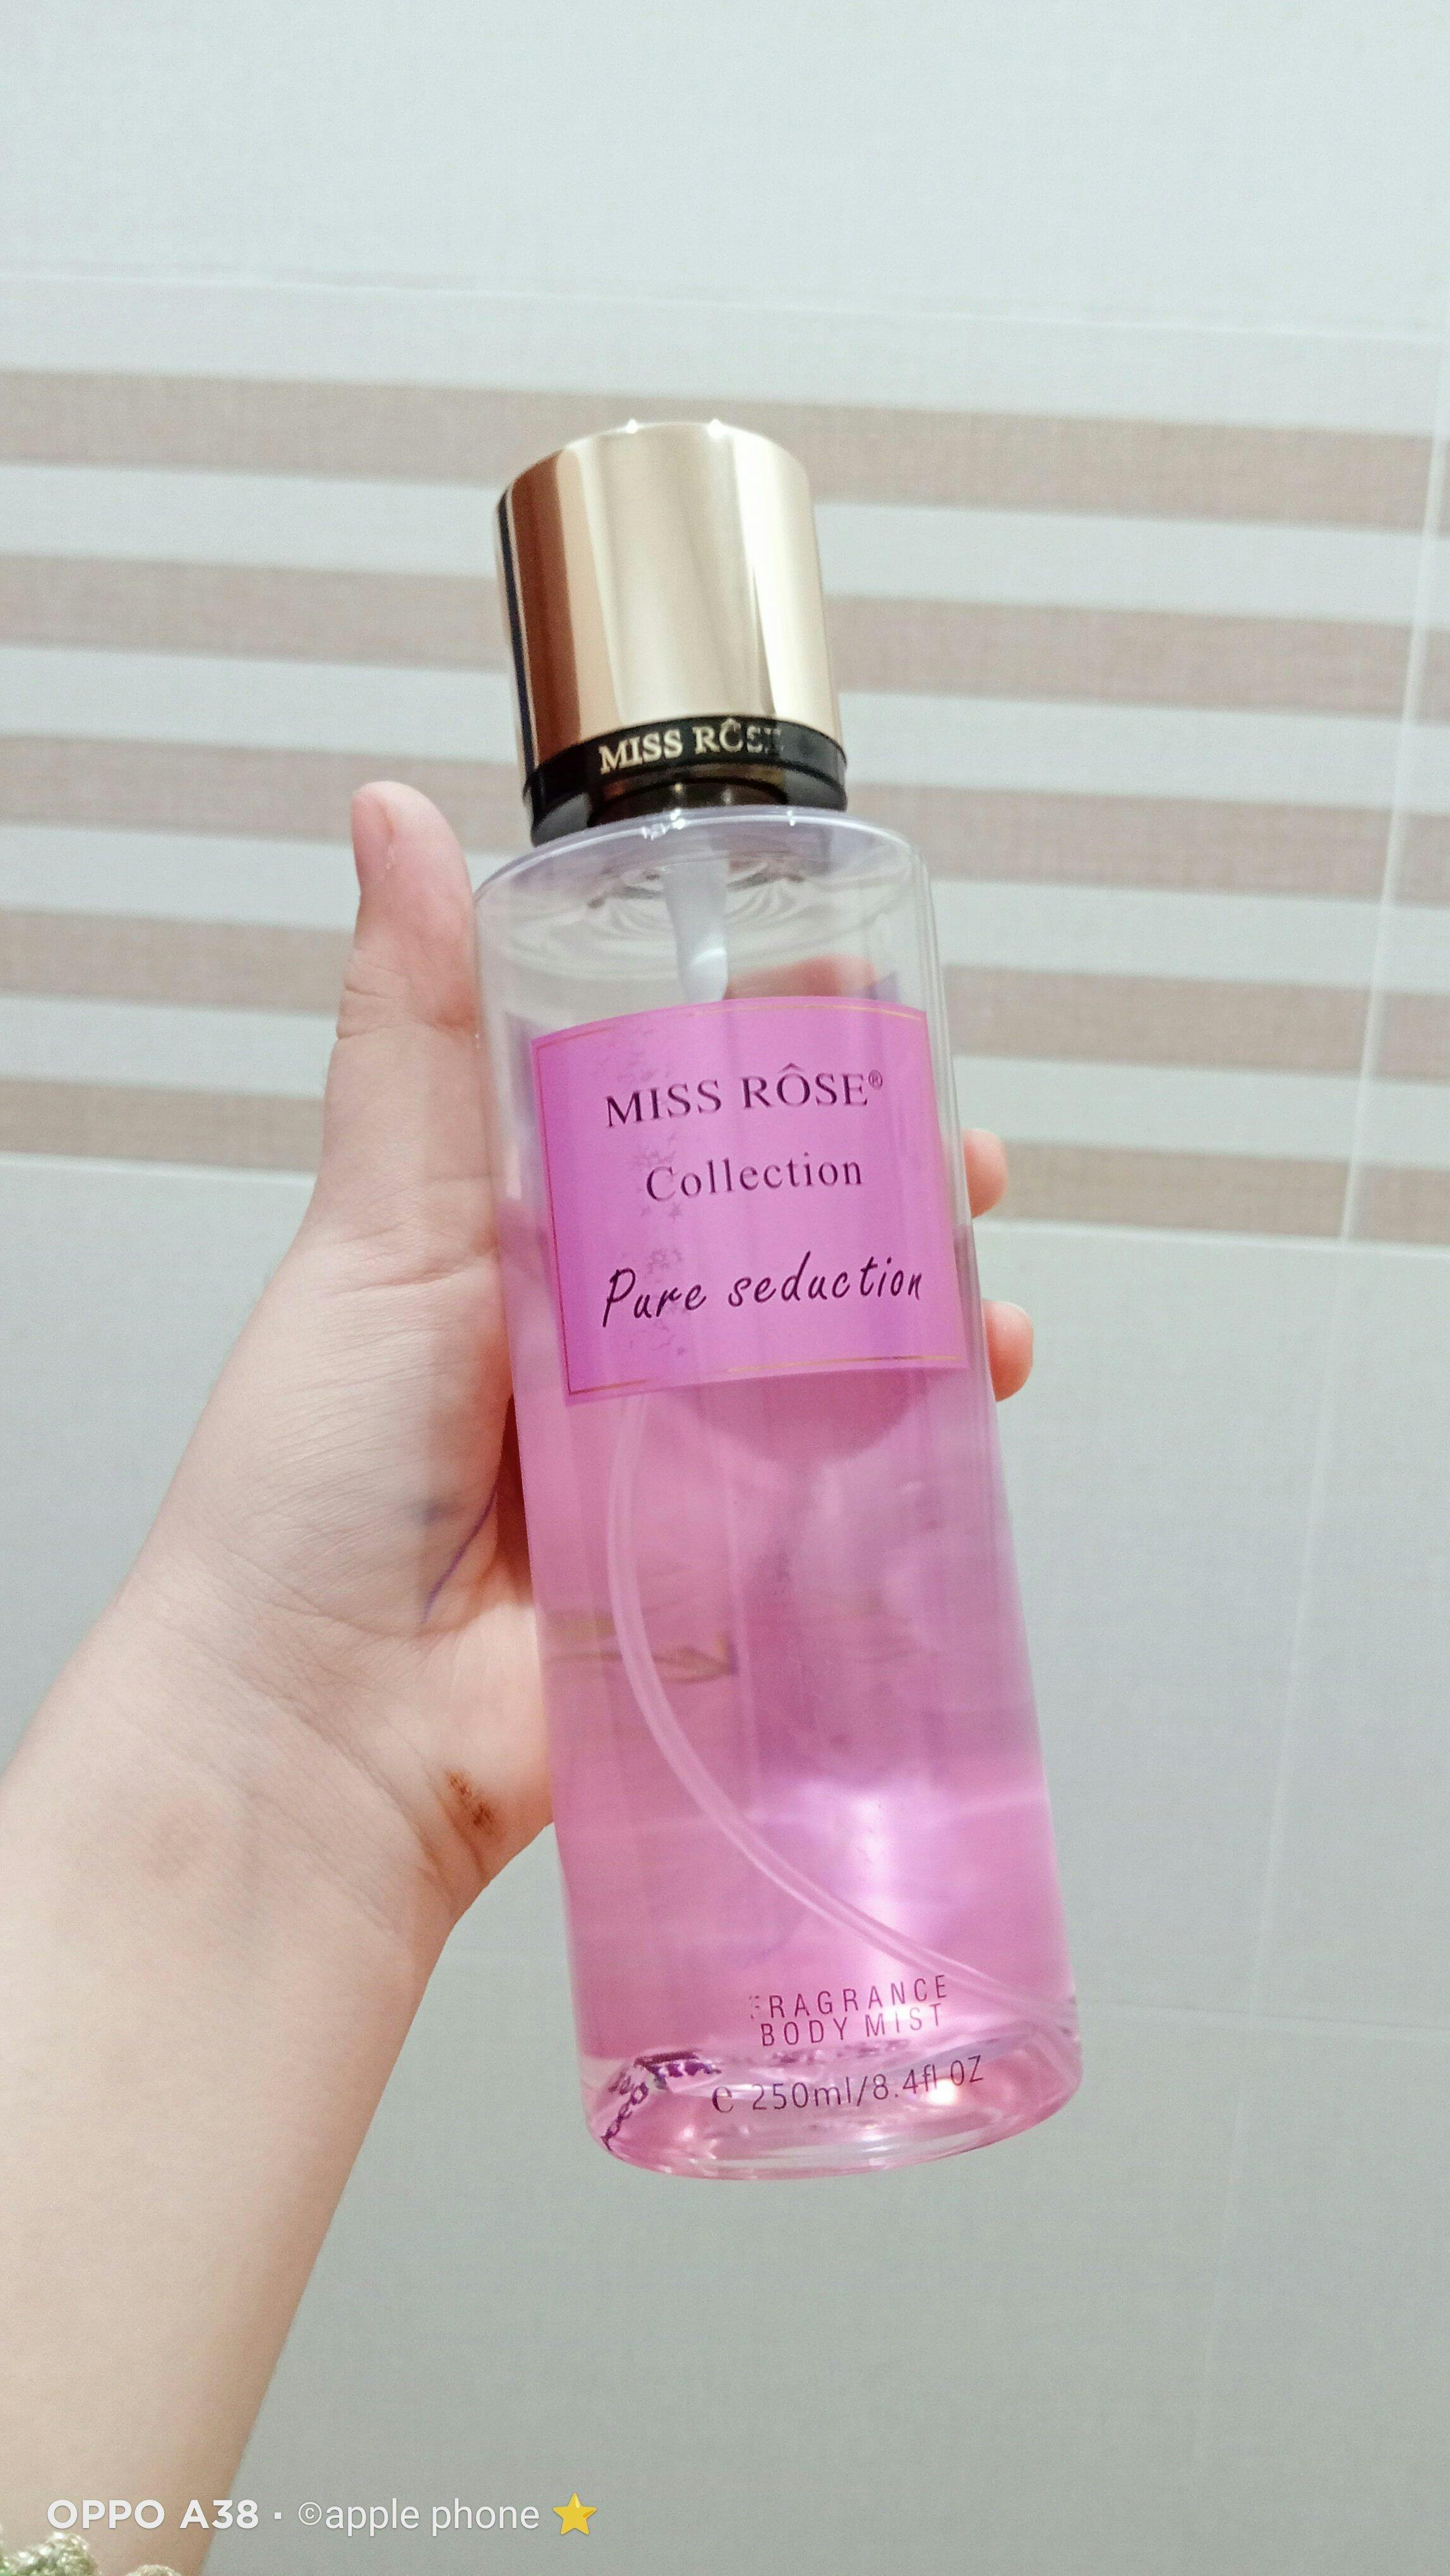 MISS RÔSE
MISS RÔSE®
Collection
Pure seduction
FRAGRANCE
BODY MIST
e 250ml/8.4fl OZ
OPPO A38 · ©apple phone ⭐